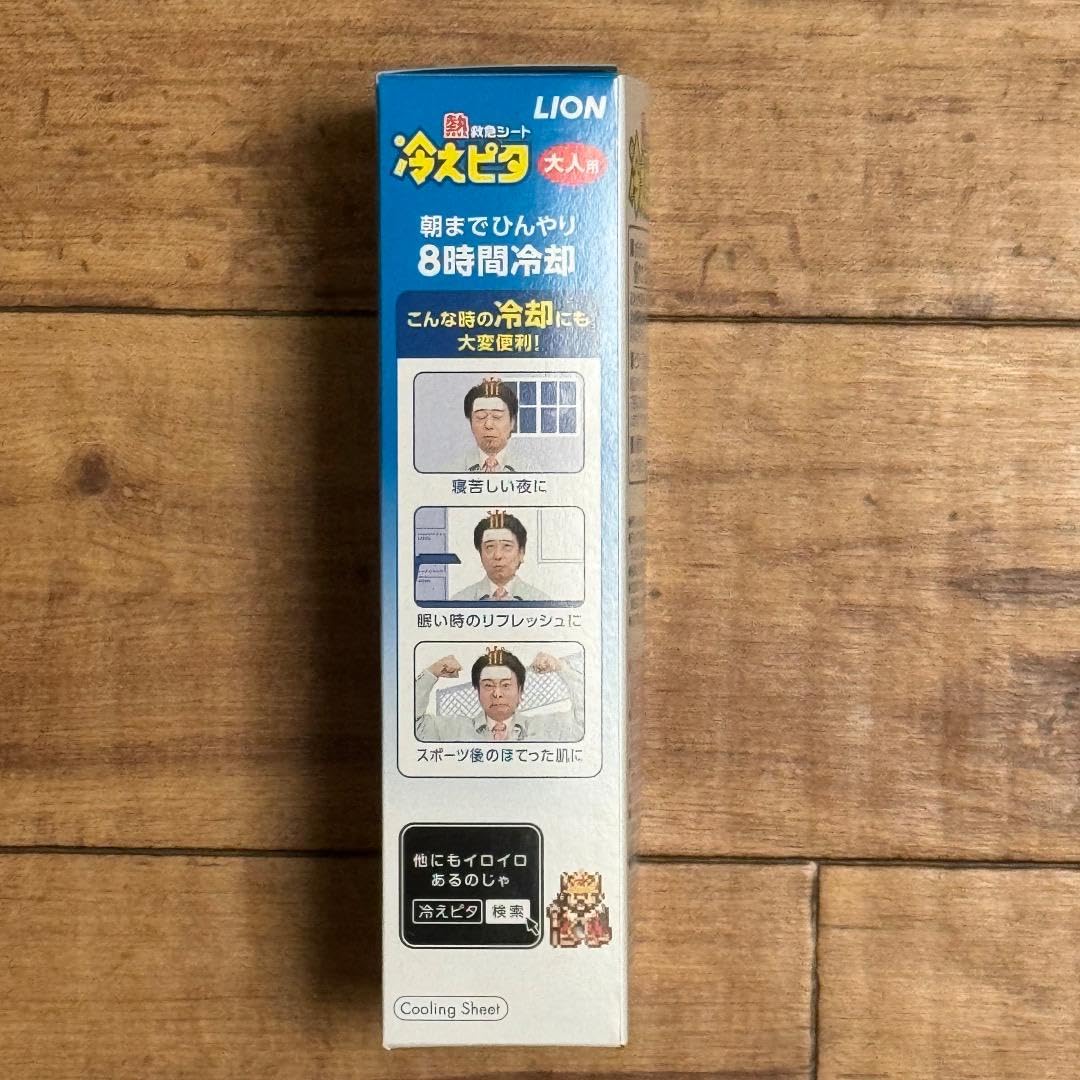 LION
熱救急シート
冷えピタ 大人用
朝までひんやり
8時間冷却
こんな時の冷却にも
大変便利!
寝苦しい夜に
眠い時のリフレッシュに
スポーツ後のほてった肌に
他にもイロイロ
あるのじゃ
冷えピタ 検索
Cooling Sheet